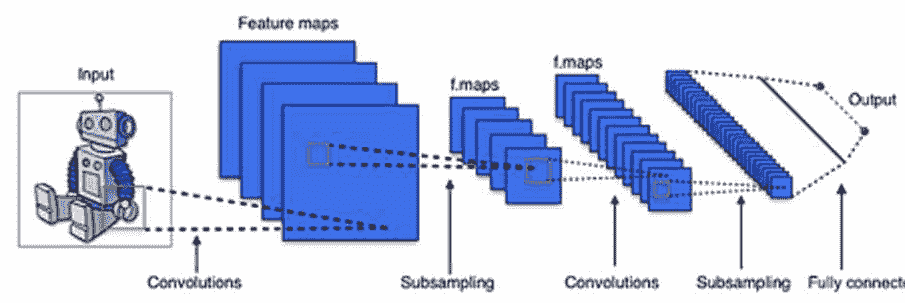 Feature maps
Input
f.maps
f.maps
Output
Convolutions
Subsampling
Convolutions
Subsampling
Fully connecte